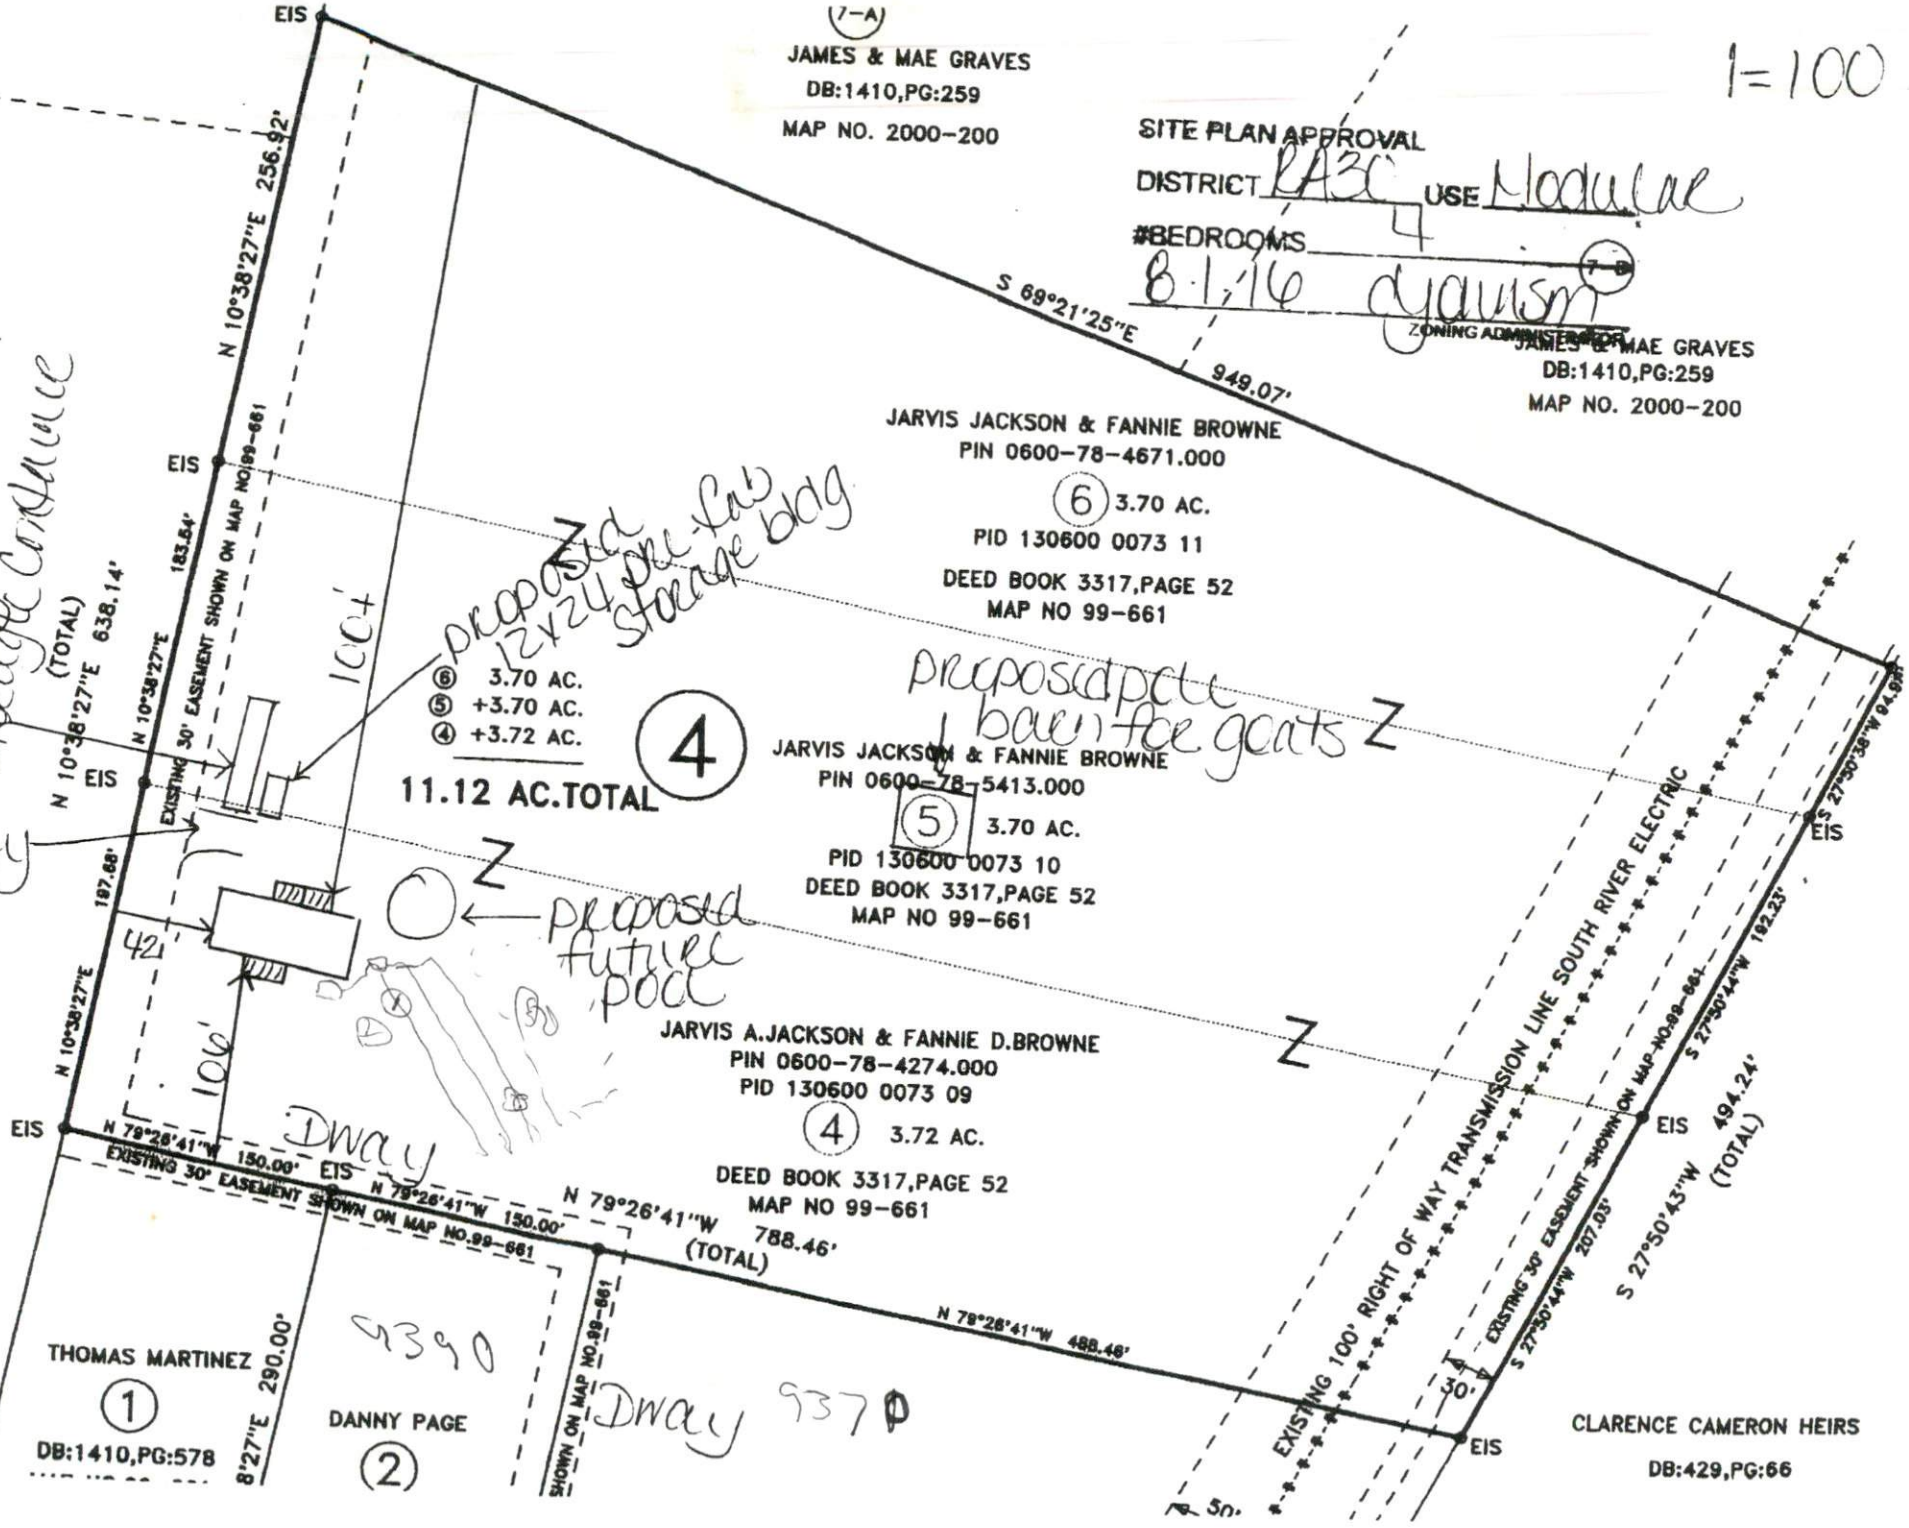 EIS
(7-A)
JAMES & MAE GRAVES
DB:1410,PG:259
MAP NO. 2000-200
1=100
SITE PLAN APPROVAL
DISTRICT RA3C USE Modular
#BEDROOMS 4
7-B
8.1.16
ZONING ADMINISTRATOR
JAMES & MAE GRAVES
DB:1410,PG:259
MAP NO. 2000-200
N 10°38'27"E 256.92'
S 69°21'25"E 949.07'
EIS
EXISTING 30' EASEMENT SHOWN ON MAP NO.99-661
183.54'
N 10°38'27"E
(TOTAL)
N 10°38'27"E 638.14'
100+
proposed
12x24 pre-fab
storage bldg
JARVIS JACKSON & FANNIE BROWNE
PIN 0600-78-4671.000
6 3.70 AC.
PID 130600 0073 11
DEED BOOK 3317,PAGE 52
MAP NO 99-661
Z
6 3.70 AC.
5 +3.70 AC.
4 +3.72 AC.
11.12 AC.TOTAL
4
proposed
barn for goats
Z
JARVIS JACKSON & FANNIE BROWNE
PIN 0600-78-5413.000
5 3.70 AC.
PID 130600 0073 10
DEED BOOK 3317,PAGE 52
MAP NO 99-661
EIS
Z
197.68'
N 10°38'27"E
42'
106'
proposed
future
pool
JARVIS A.JACKSON & FANNIE D.BROWNE
PIN 0600-78-4274.000
PID 130600 0073 09
4 3.72 AC.
DEED BOOK 3317,PAGE 52
MAP NO 99-661
Z
S 27°50'38"W 94.97'
EIS
S 27°50'44"W 192.23'
EIS
S 27°50'44"W 207.03'
S 27°50'43"W 494.24'
(TOTAL)
EXISTING 100' RIGHT OF WAY TRANSMISSION LINE SOUTH RIVER ELECTRIC
EXISTING 30' EASEMENT SHOWN ON MAP NO.99-661
30'
EIS
50'
EIS
N 79°26'41"W 150.00'
EIS
Dway
N 79°26'41"W 150.00'
EXISTING 30' EASEMENT SHOWN ON MAP NO.99-661
N 79°26'41"W 788.46'
(TOTAL)
N 79°26'41"W 488.46'
THOMAS MARTINEZ
1
DB:1410,PG:578
8'27"E 290.00'
9390
DANNY PAGE
2
SHOWN ON MAP NO.99-661
Dway 9370
CLARENCE CAMERON HEIRS
DB:429,PG:66